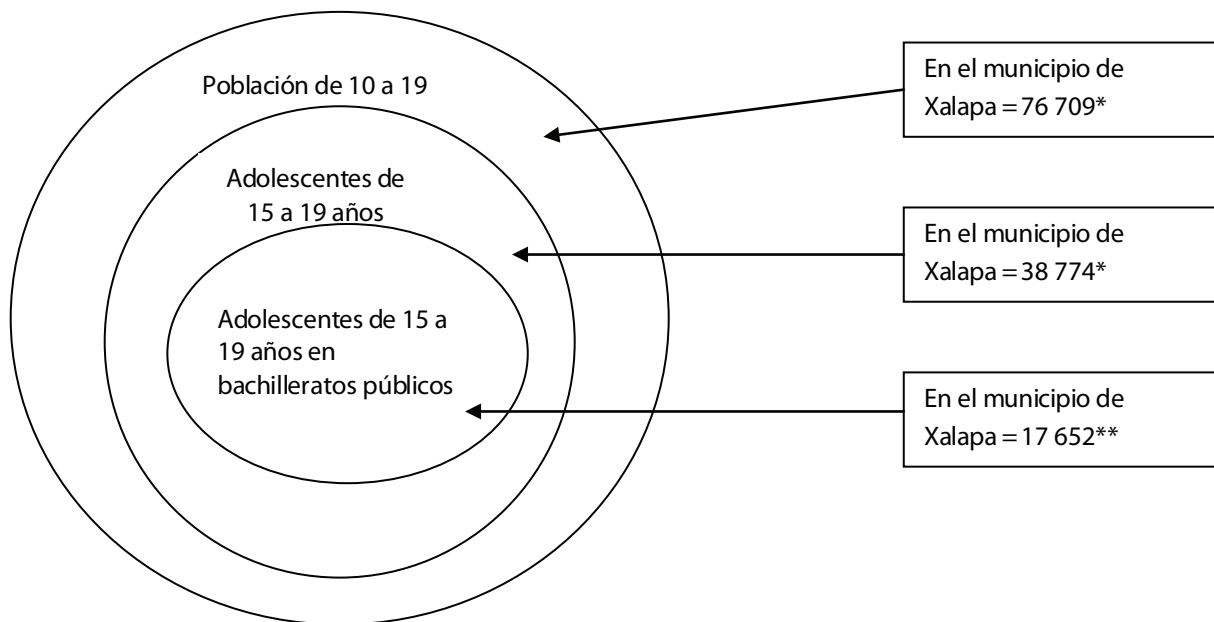 Población de 10 a 19
Adolescentes de
15 a 19 años
Adolescentes de 15 a
19 años en
bachilleratos públicos
En el municipio de
Xalapa = 76 709*
En el municipio de
Xalapa = 38 774*
En el municipio de
Xalapa = 17 652**